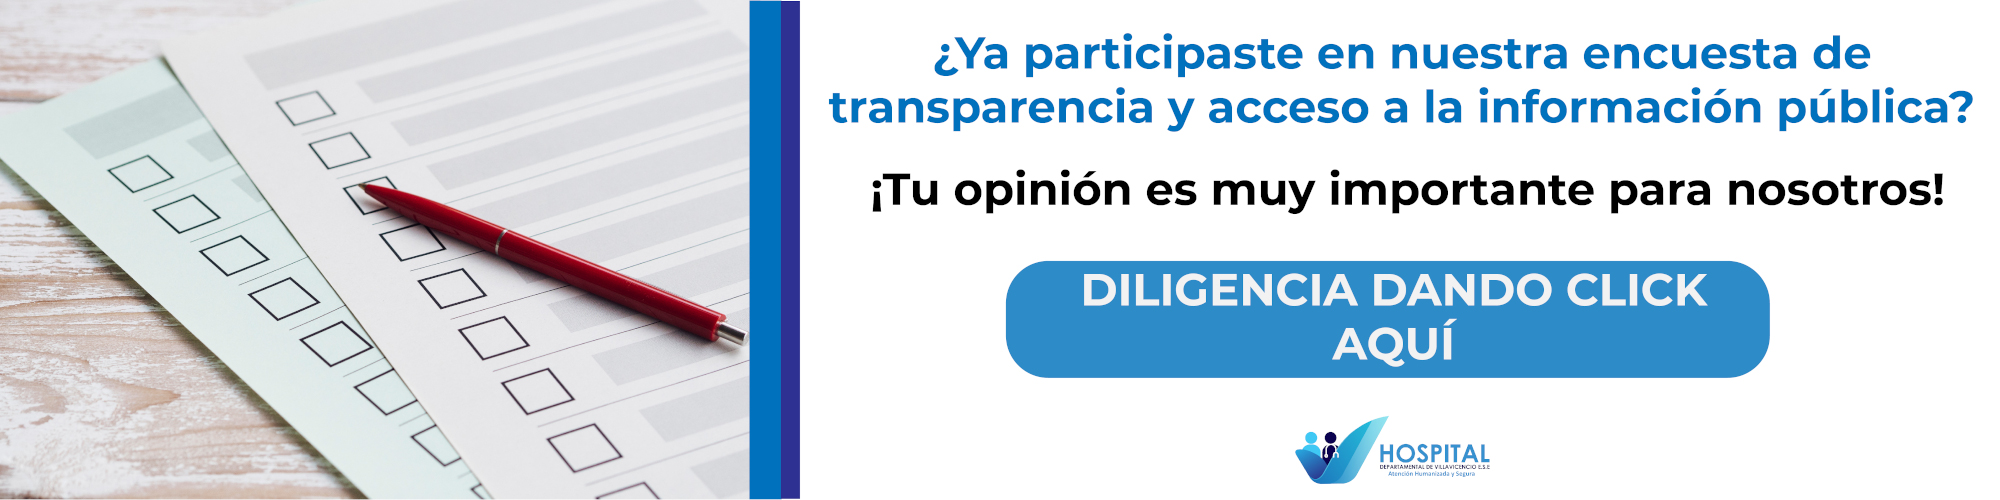 ¿Ya participaste en nuestra encuesta de
transparencia y acceso a la información pública?
¡Tu opinión es muy importante para nosotros!
DILIGENCIA DANDO CLICK
AQUÍ
HOSPITAL
DEPARTAMENTAL DE VILLAVICENCIO E.S.E
Atención Humanizada y Segura